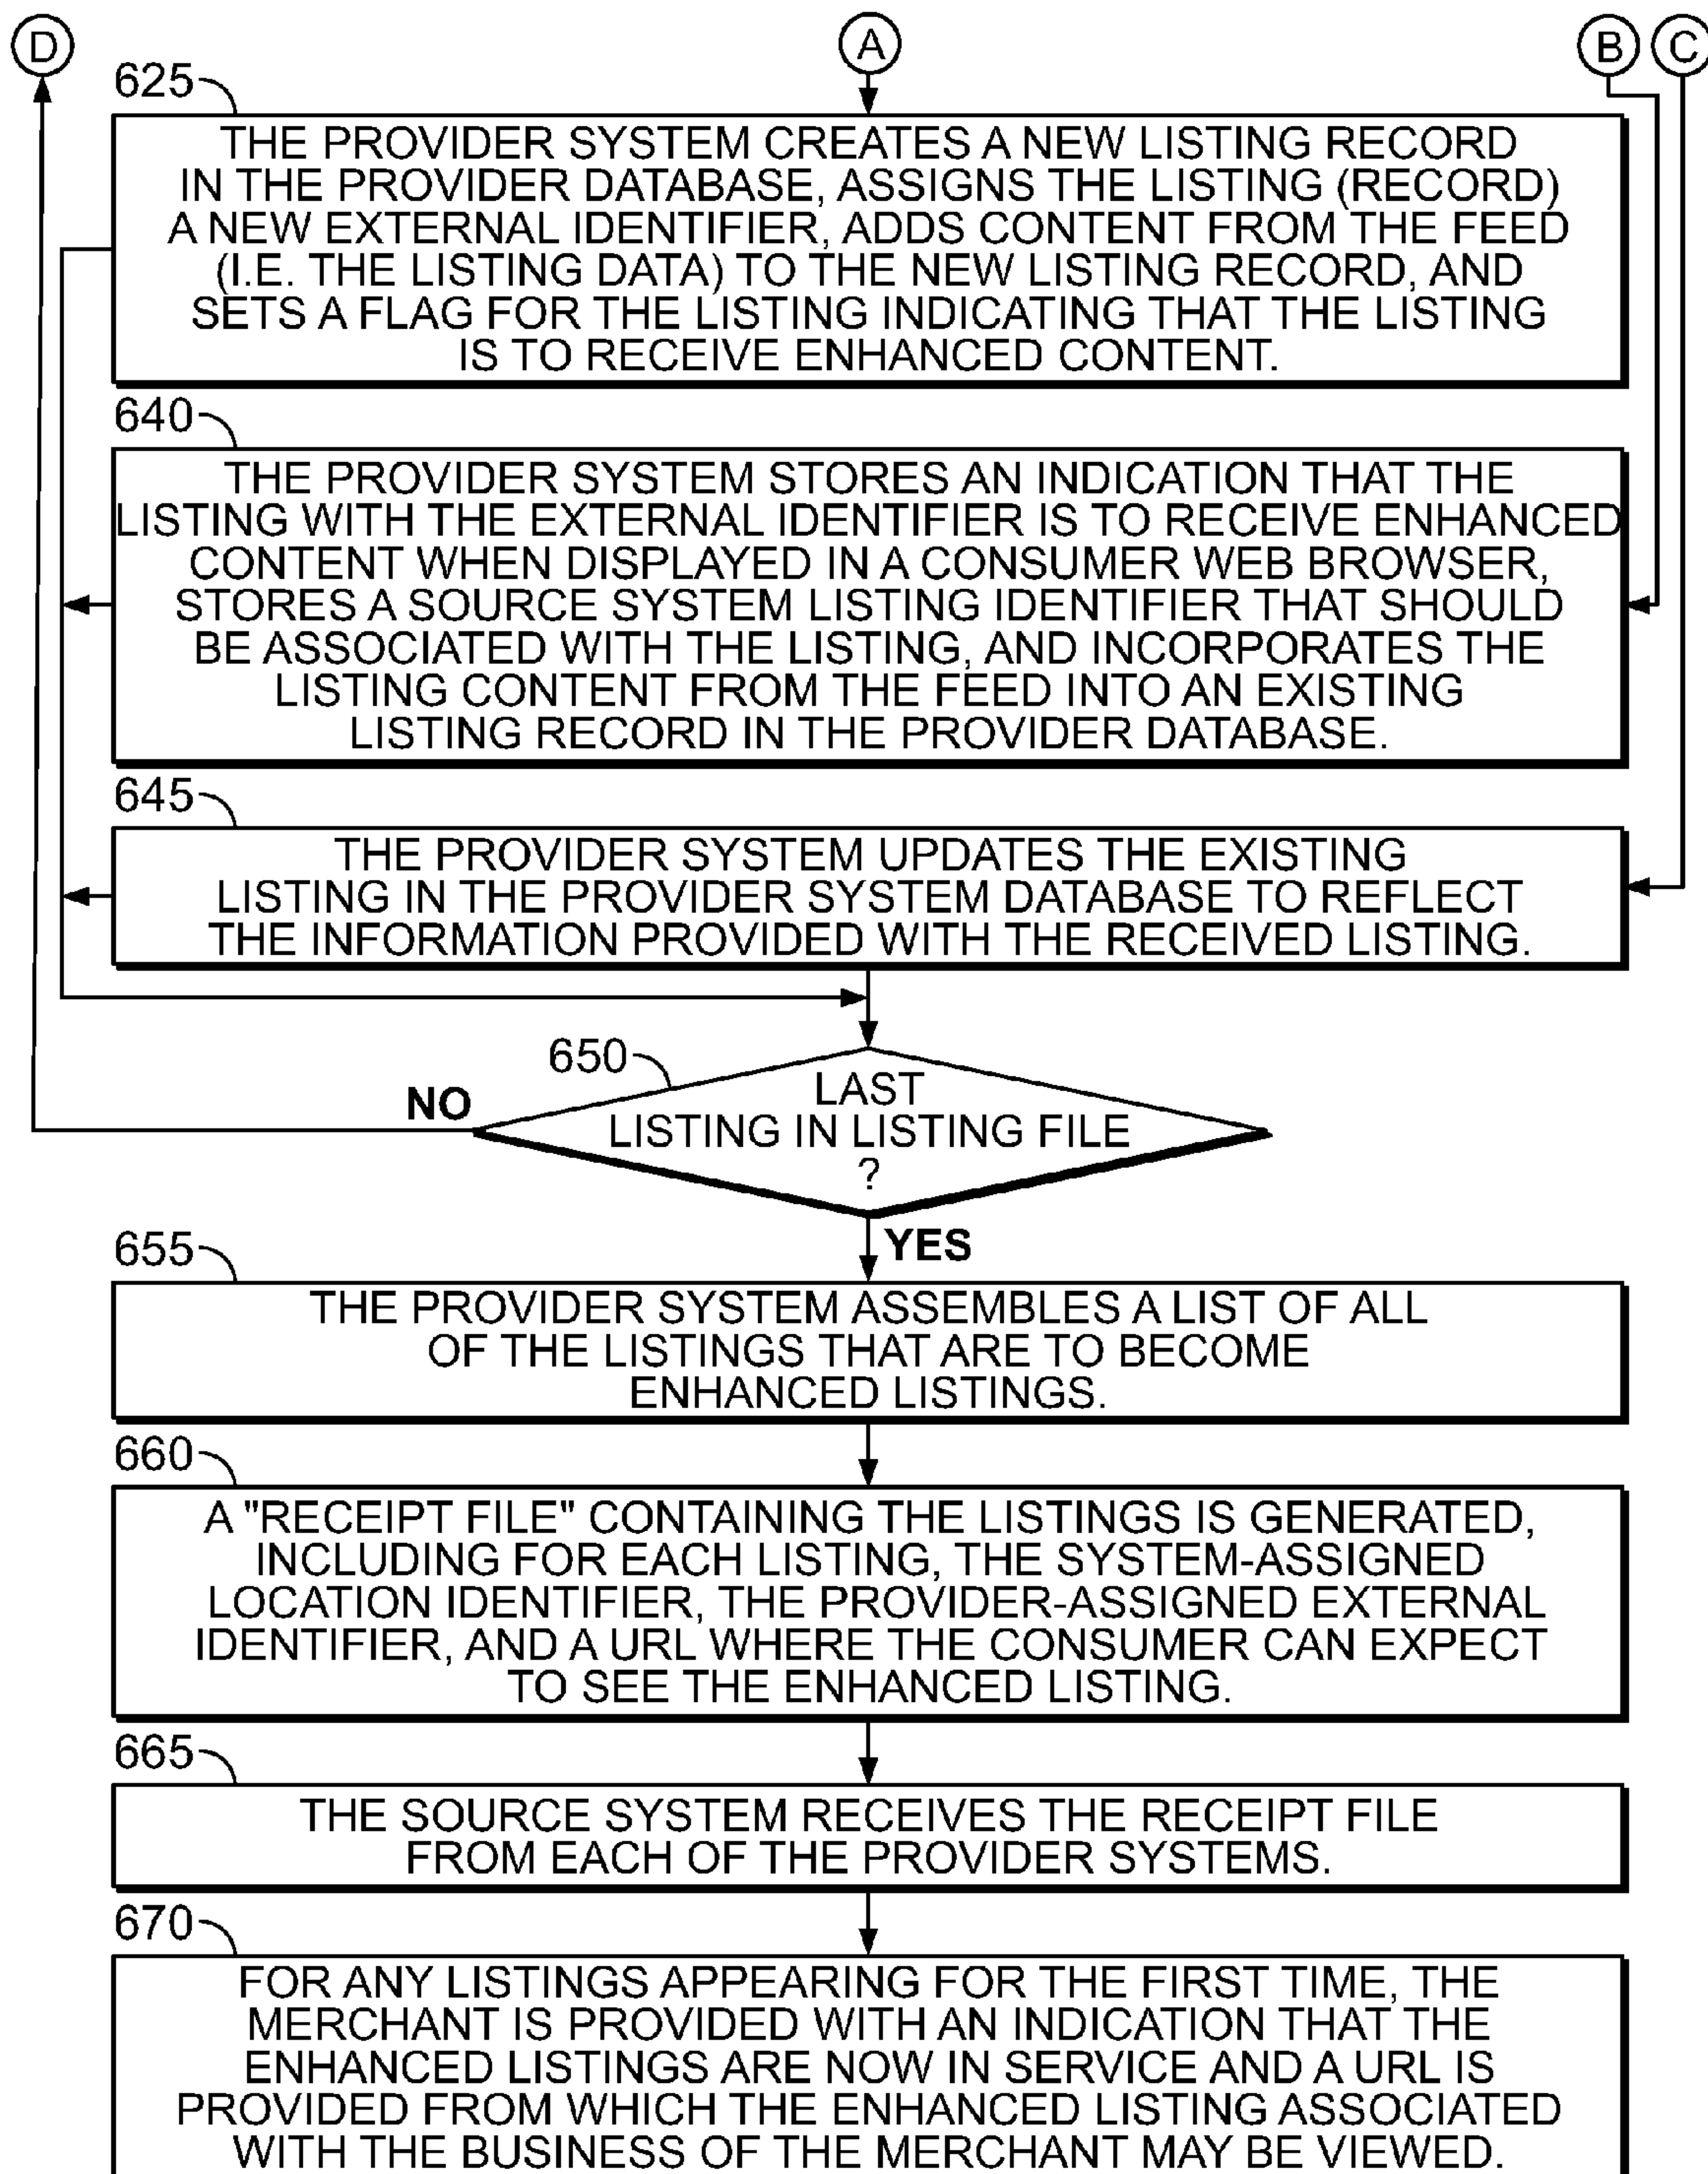 D
A
B
C
625
THE PROVIDER SYSTEM CREATES A NEW LISTING RECORD
IN THE PROVIDER DATABASE, ASSIGNS THE LISTING (RECORD)
A NEW EXTERNAL IDENTIFIER, ADDS CONTENT FROM THE FEED
(I.E. THE LISTING DATA) TO THE NEW LISTING RECORD, AND
SETS A FLAG FOR THE LISTING INDICATING THAT THE LISTING
IS TO RECEIVE ENHANCED CONTENT.
640
THE PROVIDER SYSTEM STORES AN INDICATION THAT THE
LISTING WITH THE EXTERNAL IDENTIFIER IS TO RECEIVE ENHANCED
CONTENT WHEN DISPLAYED IN A CONSUMER WEB BROWSER,
STORES A SOURCE SYSTEM LISTING IDENTIFIER THAT SHOULD
BE ASSOCIATED WITH THE LISTING, AND INCORPORATES THE
LISTING CONTENT FROM THE FEED INTO AN EXISTING
LISTING RECORD IN THE PROVIDER DATABASE.
645
THE PROVIDER SYSTEM UPDATES THE EXISTING
LISTING IN THE PROVIDER SYSTEM DATABASE TO REFLECT
THE INFORMATION PROVIDED WITH THE RECEIVED LISTING.
650
NO
LAST
LISTING IN LISTING FILE
?
YES
655
THE PROVIDER SYSTEM ASSEMBLES A LIST OF ALL
OF THE LISTINGS THAT ARE TO BECOME
ENHANCED LISTINGS.
660
A "RECEIPT FILE" CONTAINING THE LISTINGS IS GENERATED,
INCLUDING FOR EACH LISTING, THE SYSTEM-ASSIGNED
LOCATION IDENTIFIER, THE PROVIDER-ASSIGNED EXTERNAL
IDENTIFIER, AND A URL WHERE THE CONSUMER CAN EXPECT
TO SEE THE ENHANCED LISTING.
665
THE SOURCE SYSTEM RECEIVES THE RECEIPT FILE
FROM EACH OF THE PROVIDER SYSTEMS.
670
FOR ANY LISTINGS APPEARING FOR THE FIRST TIME, THE
MERCHANT IS PROVIDED WITH AN INDICATION THAT THE
ENHANCED LISTINGS ARE NOW IN SERVICE AND A URL IS
PROVIDED FROM WHICH THE ENHANCED LISTING ASSOCIATED
WITH THE BUSINESS OF THE MERCHANT MAY BE VIEWED.